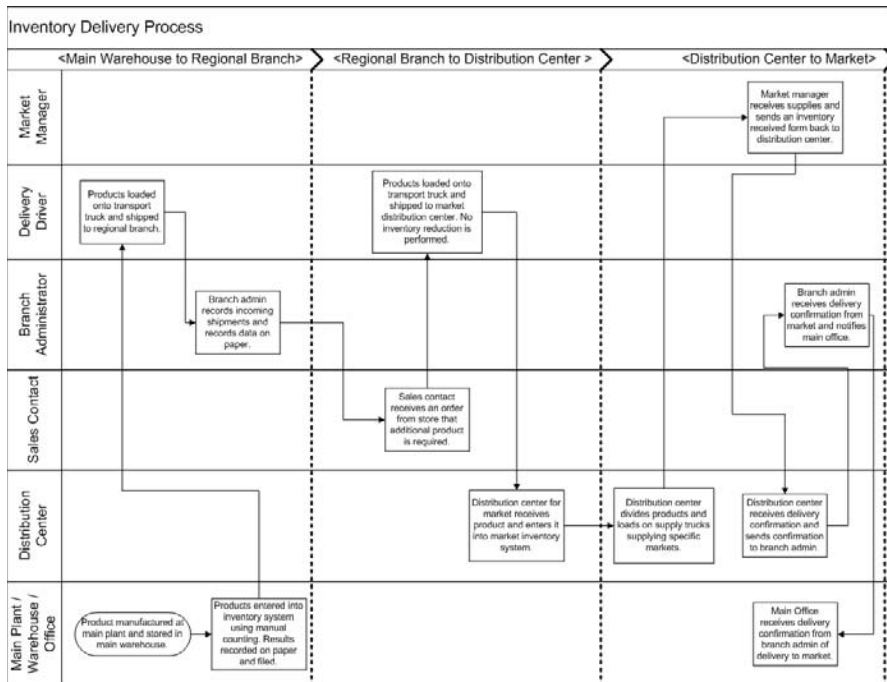 Inventory Delivery Process
<Main Warehouse to Regional Branch>
<Regional Branch to Distribution Center >
<Distribution Center to Market>
Market
Manager
Market manager
receives supplies and
sends an inventory
received form back to
distribution center.
Delivery
Driver
Products loaded
onto transport
truck and shipped
to regional branch.
Products loaded onto
transport truck and
shipped to market
distribution center. No
inventory reduction is
performed.
Branch
Administrator
Branch admin
records incoming
shipments and
records data on
paper.
Branch admin
receives delivery
confirmation from
market and notifies
main office.
Sales Contact
Sales contact
receives an order
from store that
additional product
is required.
Distribution
Center
Distribution center for
market receives
product and enters it
into market inventory
system.
Distribution center
divides products and
loads on supply trucks
supplying specific
markets.
Distribution center
receives delivery
confirmation and
sends confirmation
to branch admin.
Main Plant /
Warehouse /
Office
Product manufactured at
main plant and stored in
main warehouse.
Products entered into
inventory system
using manual
counting. Results
recorded on paper
and filed.
Main Office
receives delivery
confirmation from
branch admin of
delivery to market.